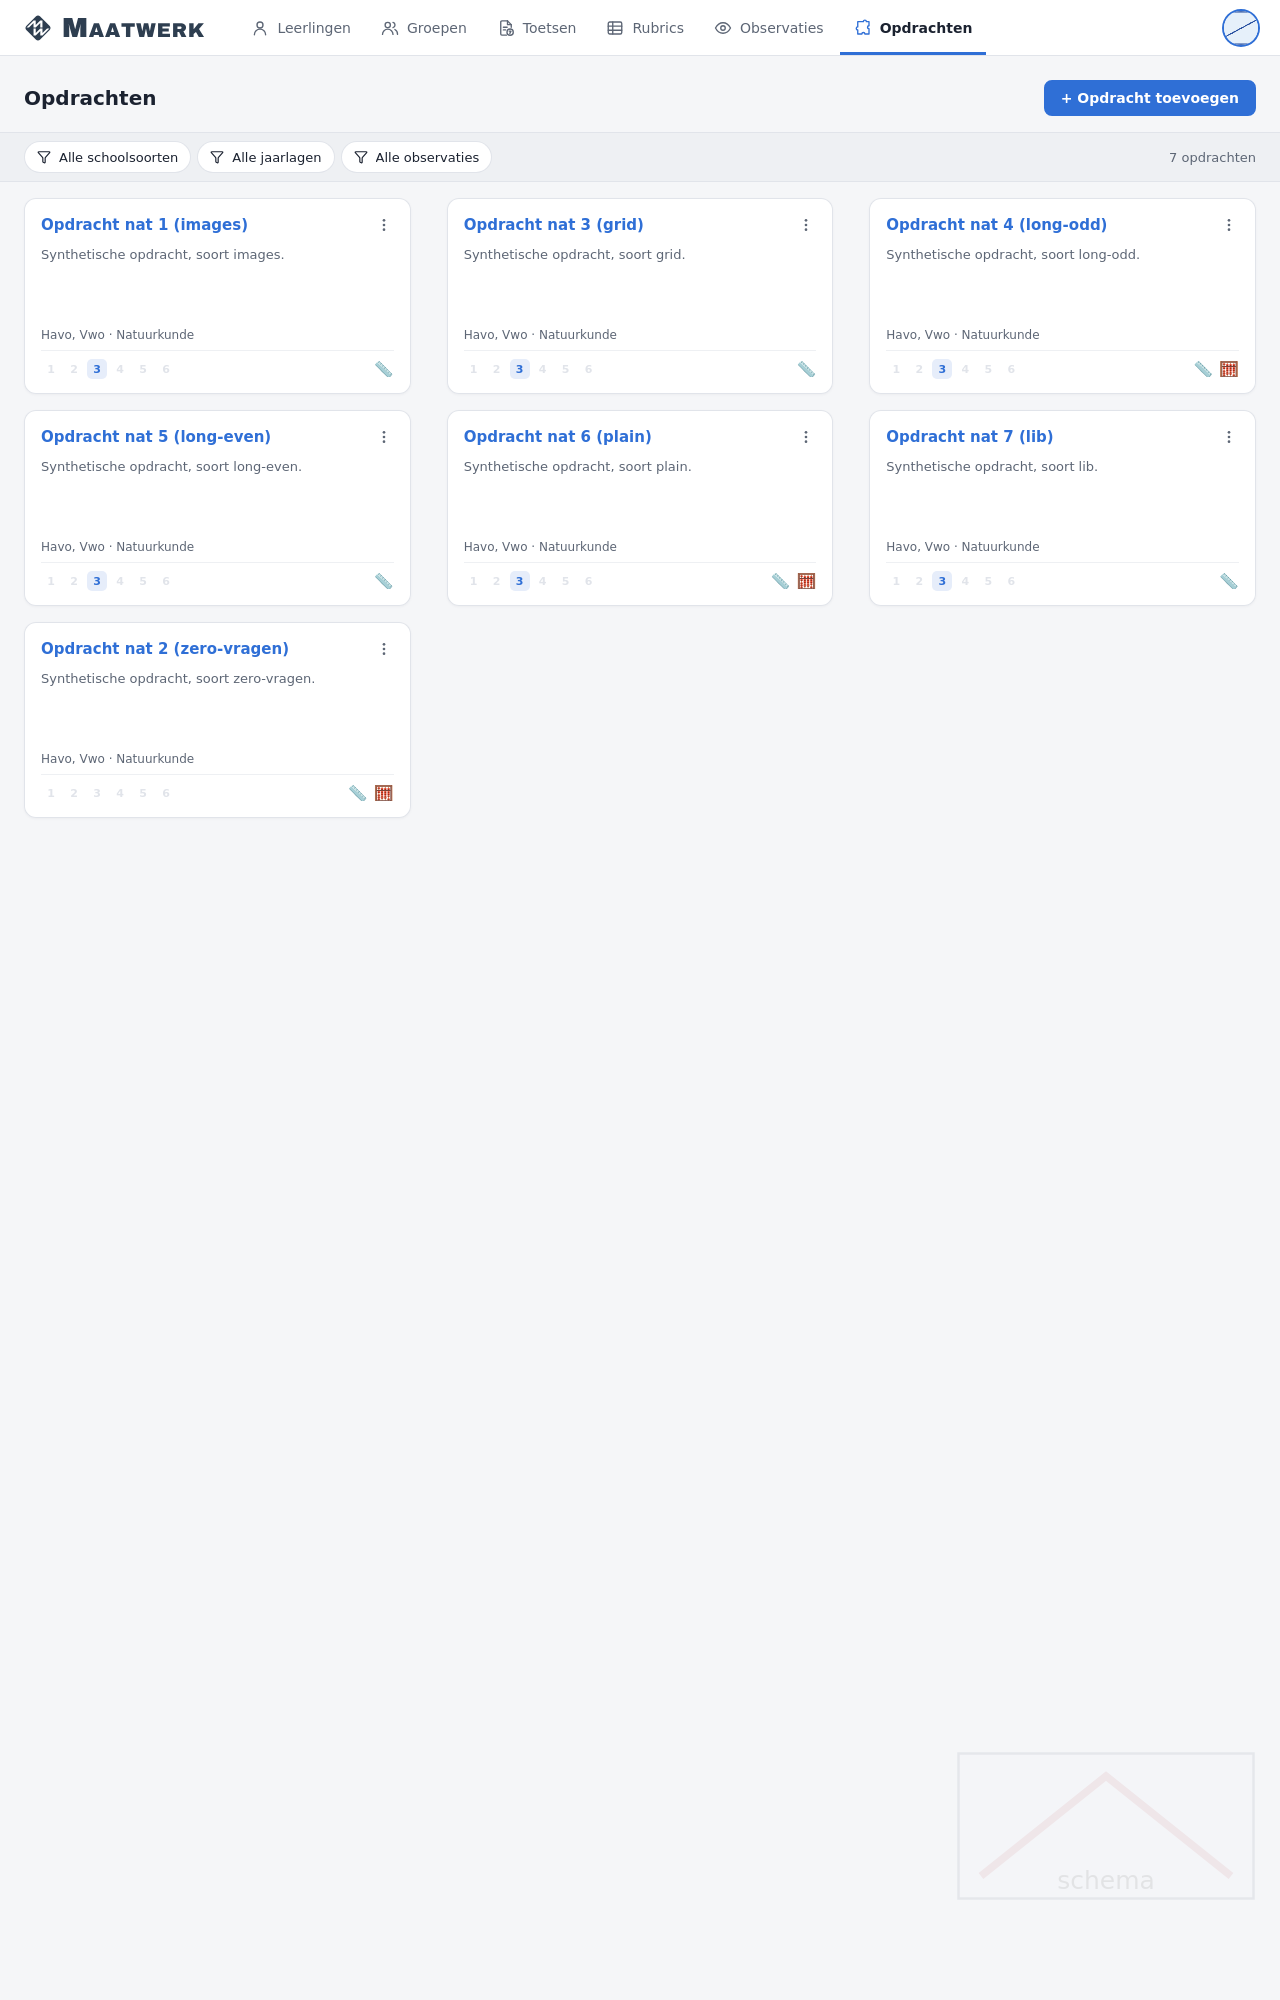 MAATWERK
Leerlingen
Groepen
Toetsen
Rubrics
Observaties
Opdrachten
Opdrachten
+ Opdracht toevoegen
Alle schoolsoorten
Alle jaarlagen
Alle observaties
7 opdrachten
Opdracht nat 1 (images)
Synthetische opdracht, soort images.
Havo, Vwo · Natuurkunde
1 2 3 4 5 6
Opdracht nat 3 (grid)
Synthetische opdracht, soort grid.
Havo, Vwo · Natuurkunde
1 2 3 4 5 6
Opdracht nat 4 (long-odd)
Synthetische opdracht, soort long-odd.
Havo, Vwo · Natuurkunde
1 2 3 4 5 6
Opdracht nat 5 (long-even)
Synthetische opdracht, soort long-even.
Havo, Vwo · Natuurkunde
1 2 3 4 5 6
Opdracht nat 6 (plain)
Synthetische opdracht, soort plain.
Havo, Vwo · Natuurkunde
1 2 3 4 5 6
Opdracht nat 7 (lib)
Synthetische opdracht, soort lib.
Havo, Vwo · Natuurkunde
1 2 3 4 5 6
Opdracht nat 2 (zero-vragen)
Synthetische opdracht, soort zero-vragen.
Havo, Vwo · Natuurkunde
1 2 3 4 5 6
schema